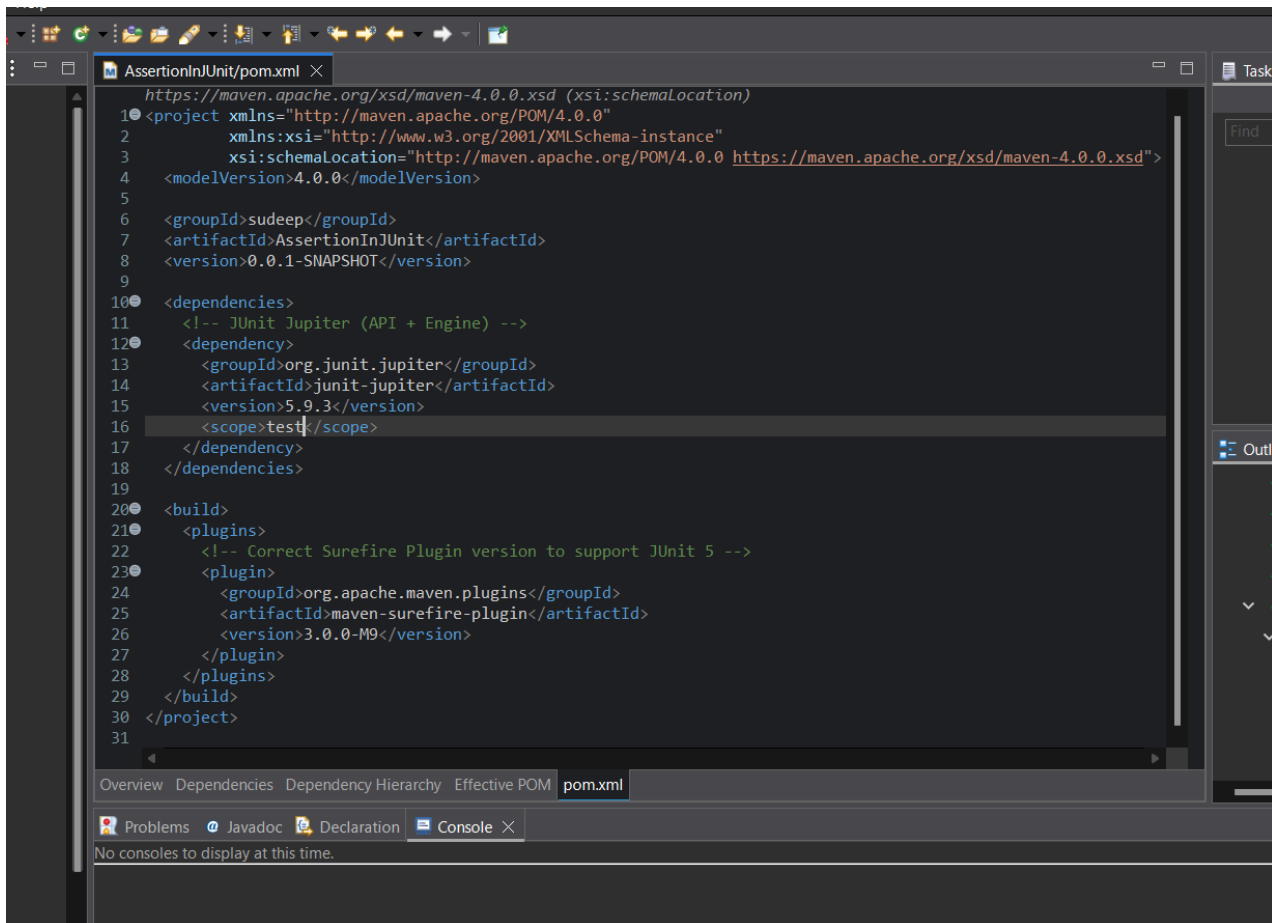 Help
AssertionInJUnit/pom.xml
https://maven.apache.org/xsd/maven-4.0.0.xsd (xsi:schemaLocation)
1 <project xmlns="http://maven.apache.org/POM/4.0.0"
2 xmlns:xsi="http://www.w3.org/2001/XMLSchema-instance"
3 xsi:schemaLocation="http://maven.apache.org/POM/4.0.0 https://maven.apache.org/xsd/maven-4.0.0.xsd">
4 <modelVersion>4.0.0</modelVersion>
5
6 <groupId>sudeep</groupId>
7 <artifactId>AssertionInJUnit</artifactId>
8 <version>0.0.1-SNAPSHOT</version>
9
10 <dependencies>
11 <!-- JUnit Jupiter (API + Engine) -->
12 <dependency>
13 <groupId>org.junit.jupiter</groupId>
14 <artifactId>junit-jupiter</artifactId>
15 <version>5.9.3</version>
16 <scope>test</scope>
17 </dependency>
18 </dependencies>
19
20 <build>
21 <plugins>
22 <!-- Correct Surefire Plugin version to support JUnit 5 -->
23 <plugin>
24 <groupId>org.apache.maven.plugins</groupId>
25 <artifactId>maven-surefire-plugin</artifactId>
26 <version>3.0.0-M9</version>
27 </plugin>
28 </plugins>
29 </build>
30 </project>
31
Overview Dependencies Dependency Hierarchy Effective POM pom.xml
Problems Javadoc Declaration Console
No consoles to display at this time.
Task
Find
Outl